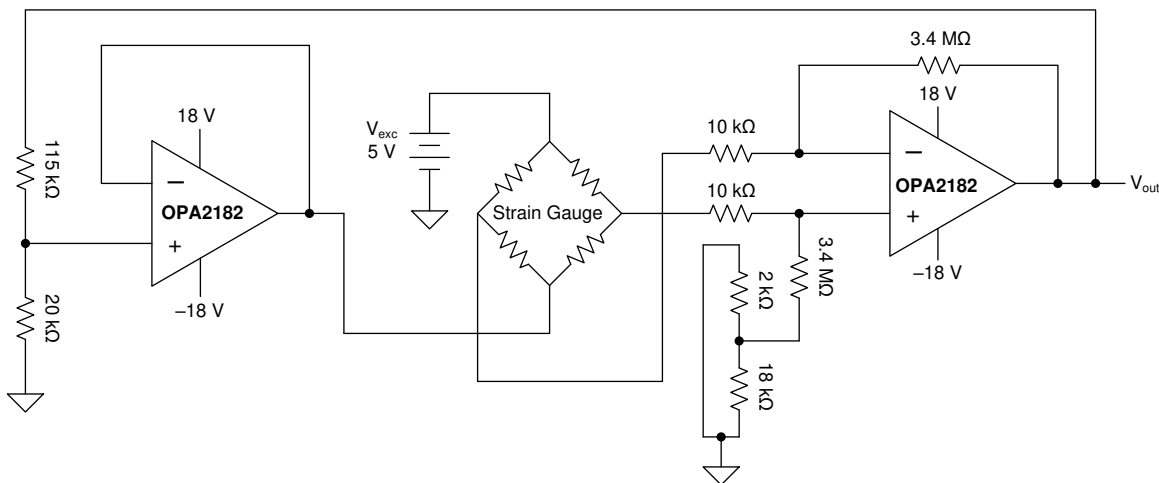 3.4 MΩ
18 V
18 V
V_exc
5 V
10 kΩ
115 kΩ
−
OPA2182
+
Strain Gauge
10 kΩ
−
OPA2182
+
V_out
−18 V
20 kΩ
2 kΩ
3.4 MΩ
−18 V
18 kΩ